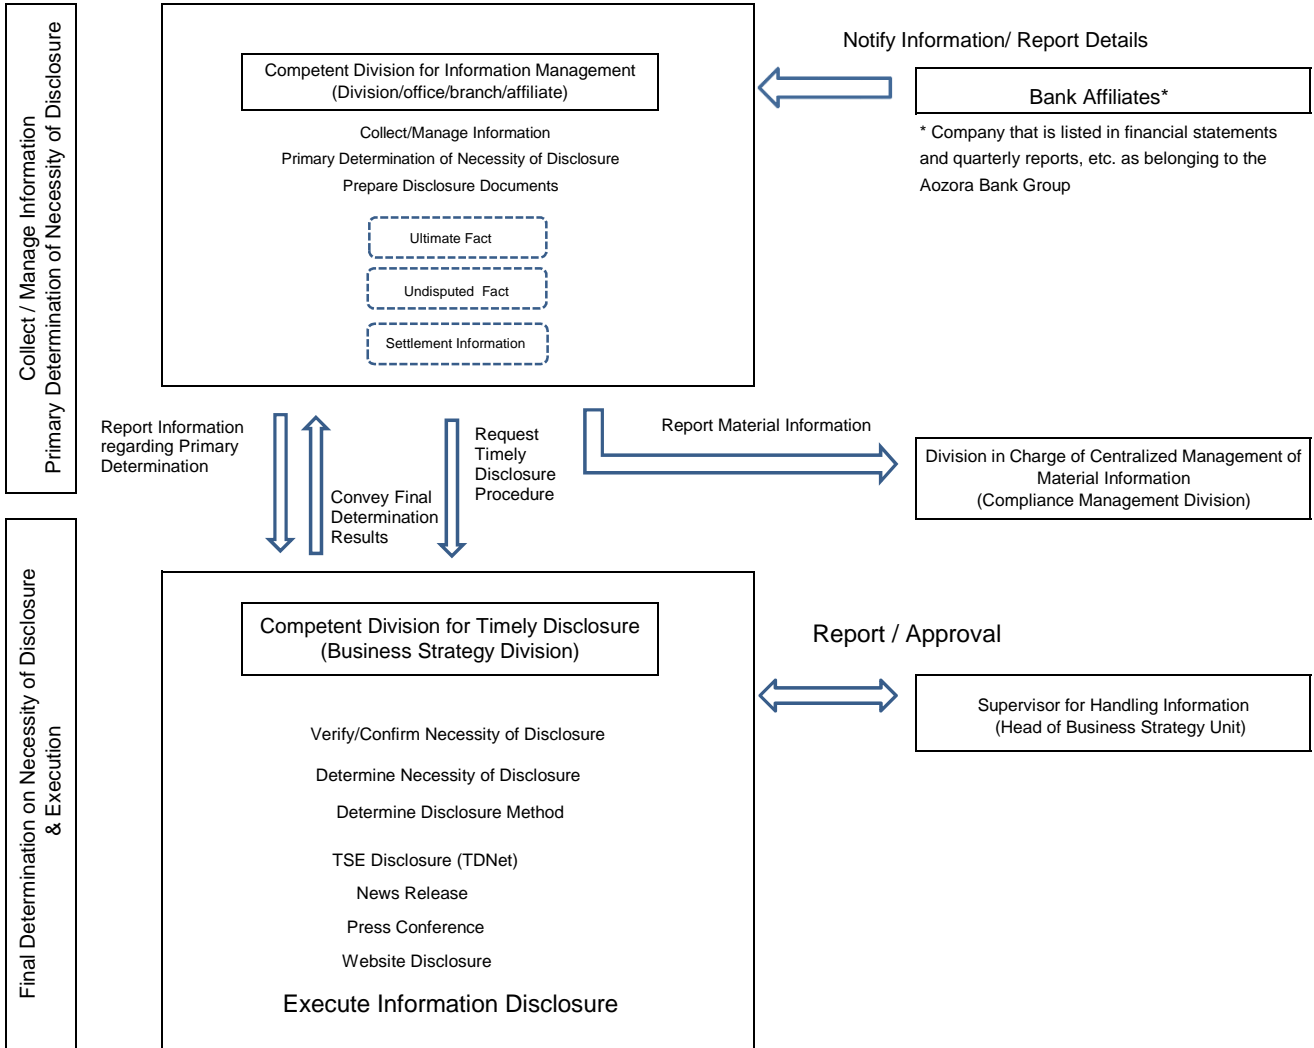 Collect / Manage Information
Primary Determination of Necessity of Disclosure
Competent Division for Information Management
(Division/office/branch/affiliate)
Collect/Manage Information
Primary Determination of Necessity of Disclosure
Prepare Disclosure Documents
Ultimate Fact
Undisputed Fact
Settlement Information
Notify Information/ Report Details
Bank Affiliates*
* Company that is listed in financial statements
and quarterly reports, etc. as belonging to the
Aozora Bank Group
Report Information
regarding Primary
Determination
Convey Final
Determination
Results
Request
Timely
Disclosure
Procedure
Report Material Information
Division in Charge of Centralized Management of
Material Information
(Compliance Management Division)
Final Determination on Necessity of Disclosure
& Execution
Competent Division for Timely Disclosure
(Business Strategy Division)
Verify/Confirm Necessity of Disclosure
Determine Necessity of Disclosure
Determine Disclosure Method
TSE Disclosure (TDNet)
News Release
Press Conference
Website Disclosure
Execute Information Disclosure
Report / Approval
Supervisor for Handling Information
(Head of Business Strategy Unit)